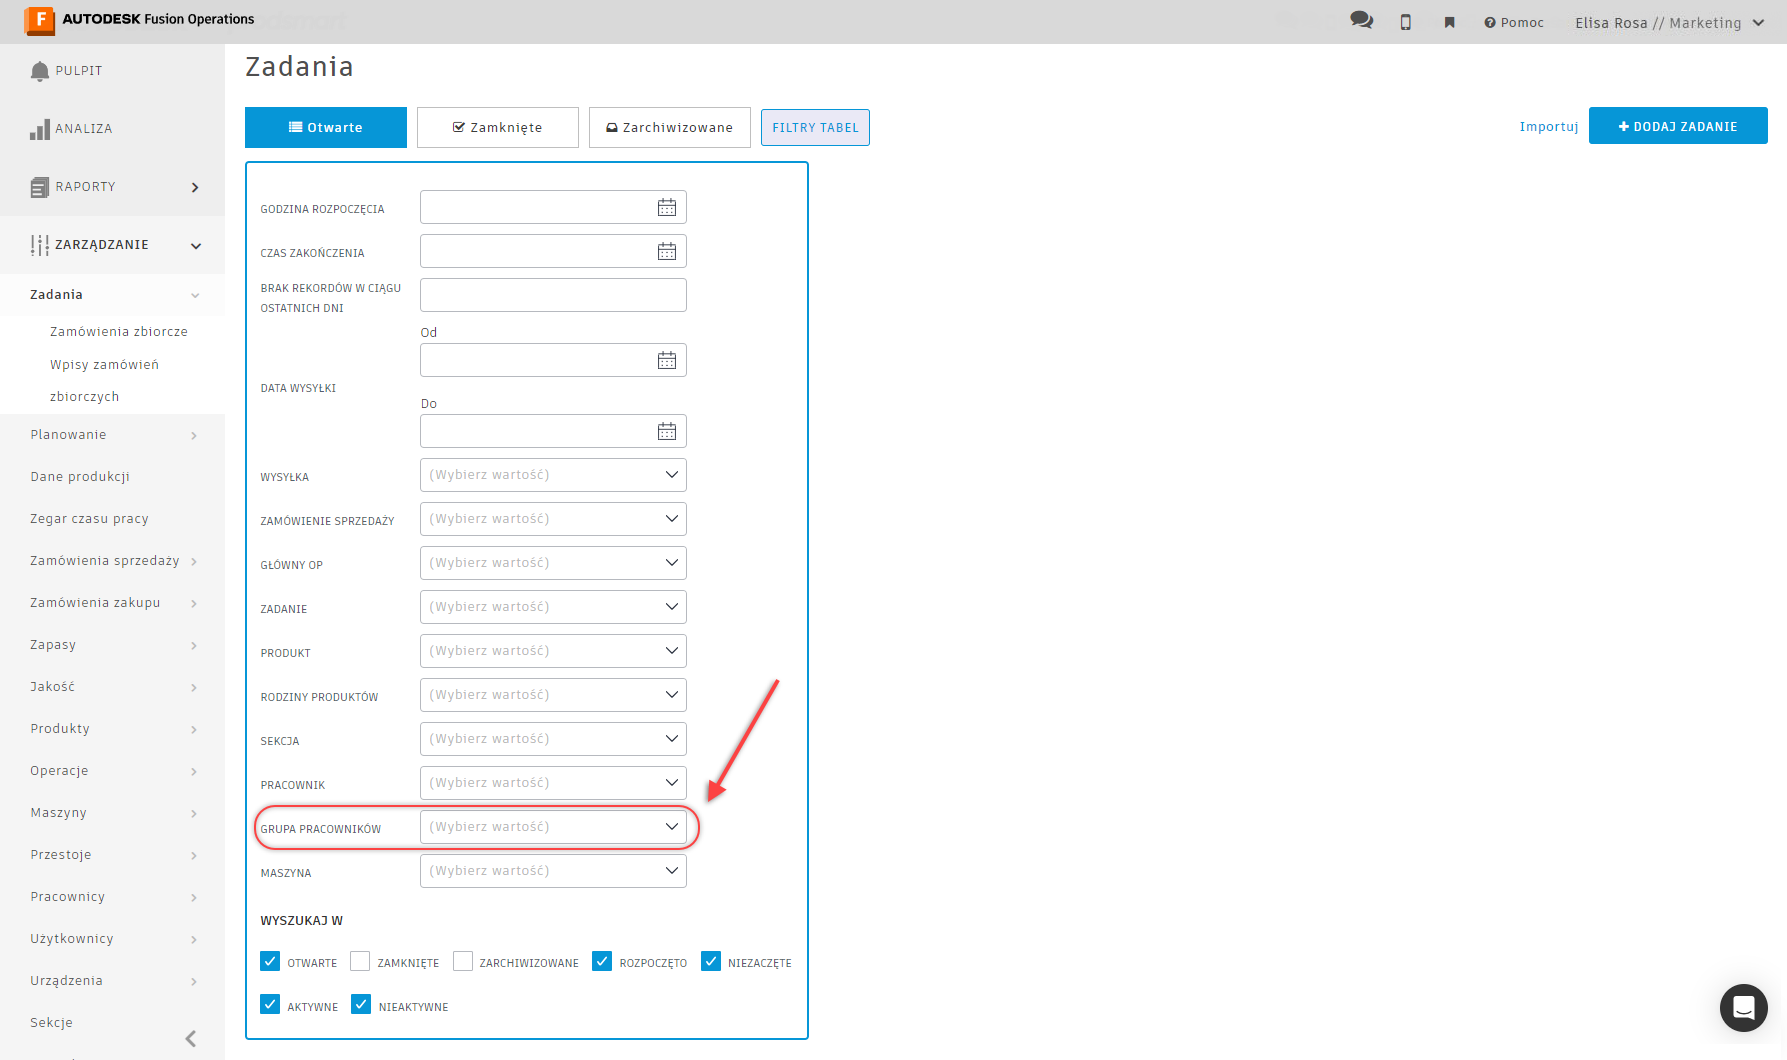 AUTODESK Fusion Operations
Pomoc
Elisa Rosa // Marketing
PULPIT
ANALIZA
RAPORTY
ZARZĄDZANIE
Zadania
Zamówienia zbiorcze
Wpisy zamówień
zbiorczych
Planowanie
Dane produkcji
Zegar czasu pracy
Zamówienia sprzedaży
Zamówienia zakupu
Zapasy
Jakość
Produkty
Operacje
Maszyny
Przestoje
Pracownicy
Użytkownicy
Urządzenia
Sekcje
Zadania
Otwarte
Zamknięte
Zarchiwizowane
FILTRY TABEL
Importuj
DODAJ ZADANIE
GODZINA ROZPOCZĘCIA
CZAS ZAKOŃCZENIA
BRAK REKORDÓW W CIĄGU
OSTATNICH DNI
Od
DATA WYSYŁKI
Do
WYSYŁKA (Wybierz wartość)
ZAMÓWIENIE SPRZEDAŻY (Wybierz wartość)
GŁÓWNY OP (Wybierz wartość)
ZADANIE (Wybierz wartość)
PRODUKT (Wybierz wartość)
RODZINY PRODUKTÓW (Wybierz wartość)
SEKCJA (Wybierz wartość)
PRACOWNIK (Wybierz wartość)
GRUPA PRACOWNIKÓW (Wybierz wartość)
MASZYNA (Wybierz wartość)
WYSZUKAJ W
OTWARTE ZAMKNIĘTE ZARCHIWIZOWANE ROZPOCZĘTO NIEZACZĘTE
AKTYWNE NIEAKTYWNE